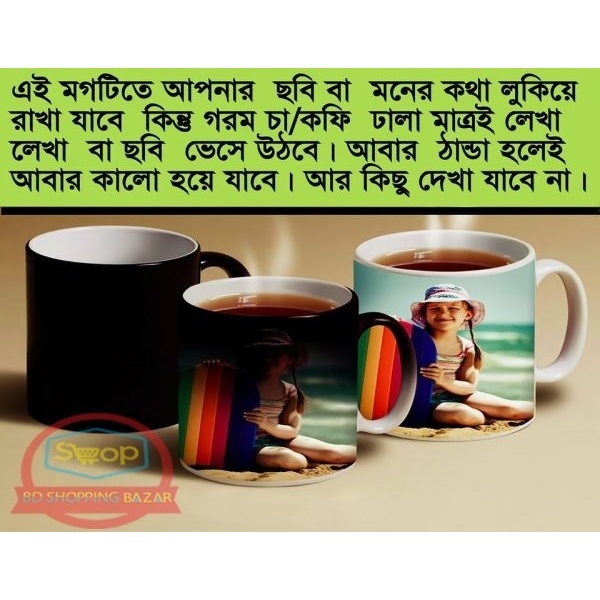 এই মগটিতে আপনার ছবি বা মনের কথা লুকিয়ে
রাখা যাবে কিন্তু গরম চা/কফি ঢালা মাত্রই লেখা
লেখা বা ছবি ভেসে উঠবে। আবার ঠান্ডা হলেই
আবার কালো হয়ে যাবে। আর কিছু দেখা যাবে না।
Shop
BD SHOPPING BAZAR